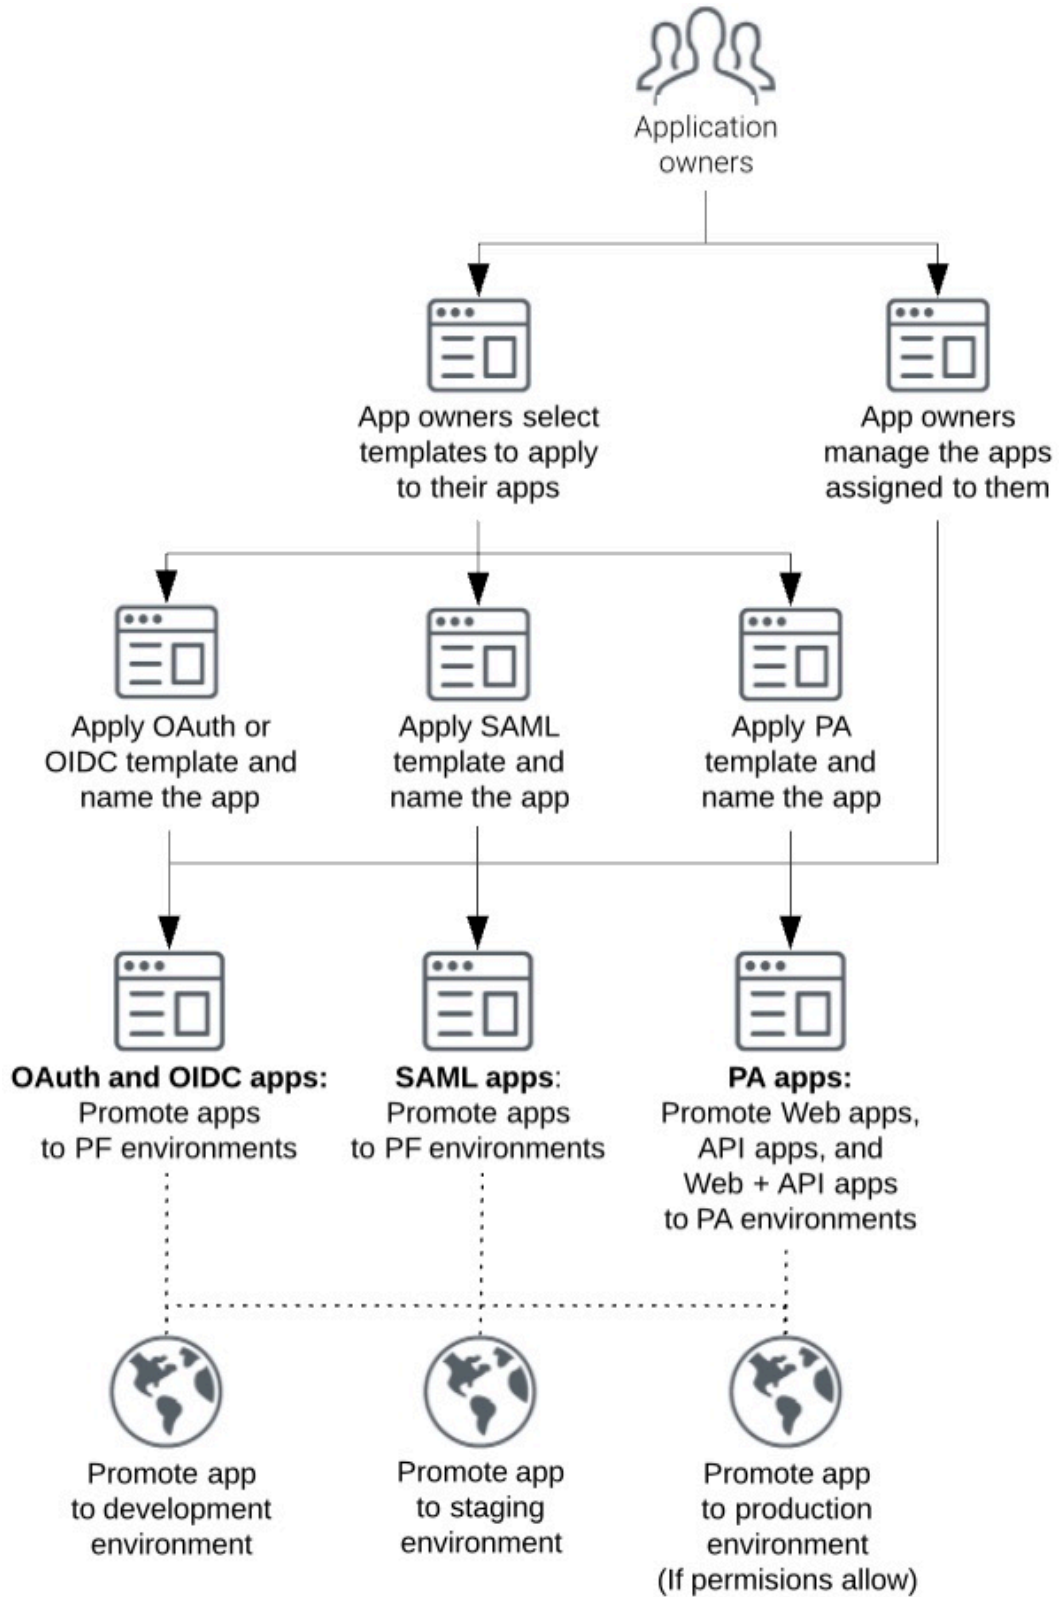 Application
owners
App owners select
templates to apply
to their apps
App owners
manage the apps
assigned to them
Apply OAuth or
OIDC template and
name the app
Apply SAML
template and
name the app
Apply PA
template and
name the app
OAuth and OIDC apps:
Promote apps
to PF environments
SAML apps:
Promote apps
to PF environments
PA apps:
Promote Web apps,
API apps, and
Web + API apps
to PA environments
Promote app
to development
environment
Promote app
to staging
environment
Promote app
to production
environment
(If permisions allow)